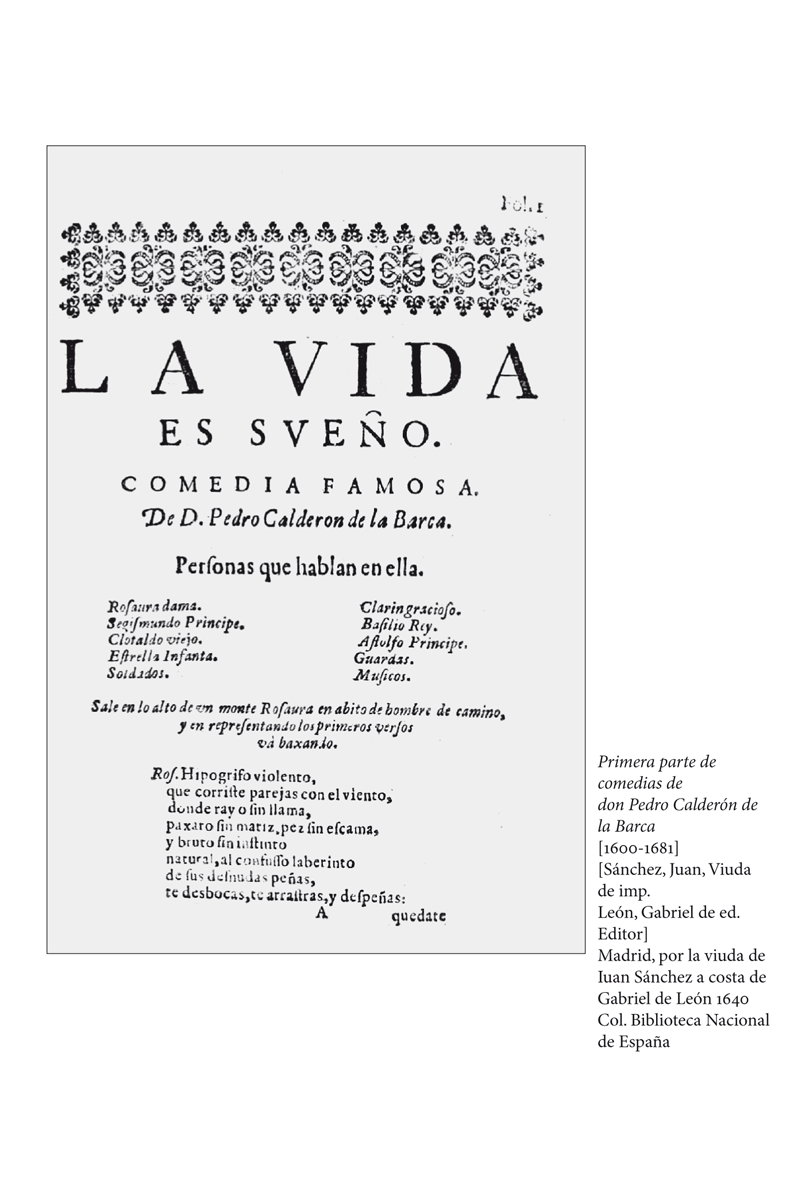 Fol. 1
LA VIDA
ES SVEÑO.
COMEDIA FAMOSA.
De D. Pedro Calderon de la Barca.
Perſonas que hablan en ella.
Roſaura dama.
Segiſmundo Principe.
Clotaldo viejo.
Eſtrella Infanta.
Soldados.
Clarin gracioſo.
Baſilio Rey.
Aſtolfo Principe.
Guardas.
Muſicos.
Sale en lo alto de vn monte Roſaura en abito de hombre de camino,
y en repreſentando los primeros verſos
và baxando.
Roſ. Hipogrifo violento,
que corriſte parejas con el viento,
donde rayo ſin llama,
paxaro ſin matiz, pez ſin eſcama,
y bruto ſin inſtinto
natural, al confuſſo laberinto
de ſus deſnudas peñas,
te desbocas, te arraſtras, y deſpeñas:
A quedate
Primera parte de
comedias de
don Pedro Calderón de
la Barca
[1600-1681]
[Sánchez, Juan, Viuda
de imp.
León, Gabriel de ed.
Editor]
Madrid, por la viuda de
Iuan Sánchez a costa de
Gabriel de León 1640
Col. Biblioteca Nacional
de España